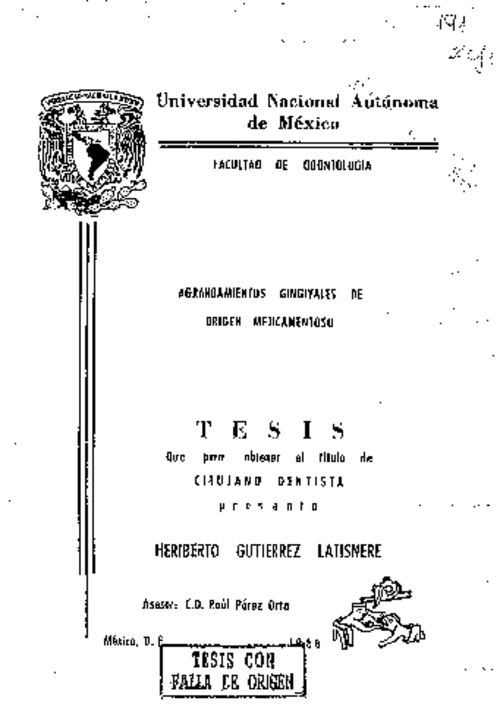 Universidad Nacional Autónoma
de México
FACULTAD DE ODONTOLOGIA
AGRANDAMIENTOS GINGIVALES DE
ORIGEN MEDICAMENTOSO
T E S I S
Que para obtener el título de
CIRUJANO DENTISTA
p r e s e n t a
HERIBERTO GUTIERREZ LATISNERE
Asesor: C.D. Raúl Pérez Orta
México, D. F.
TESIS CON
FALLA DE ORIGEN